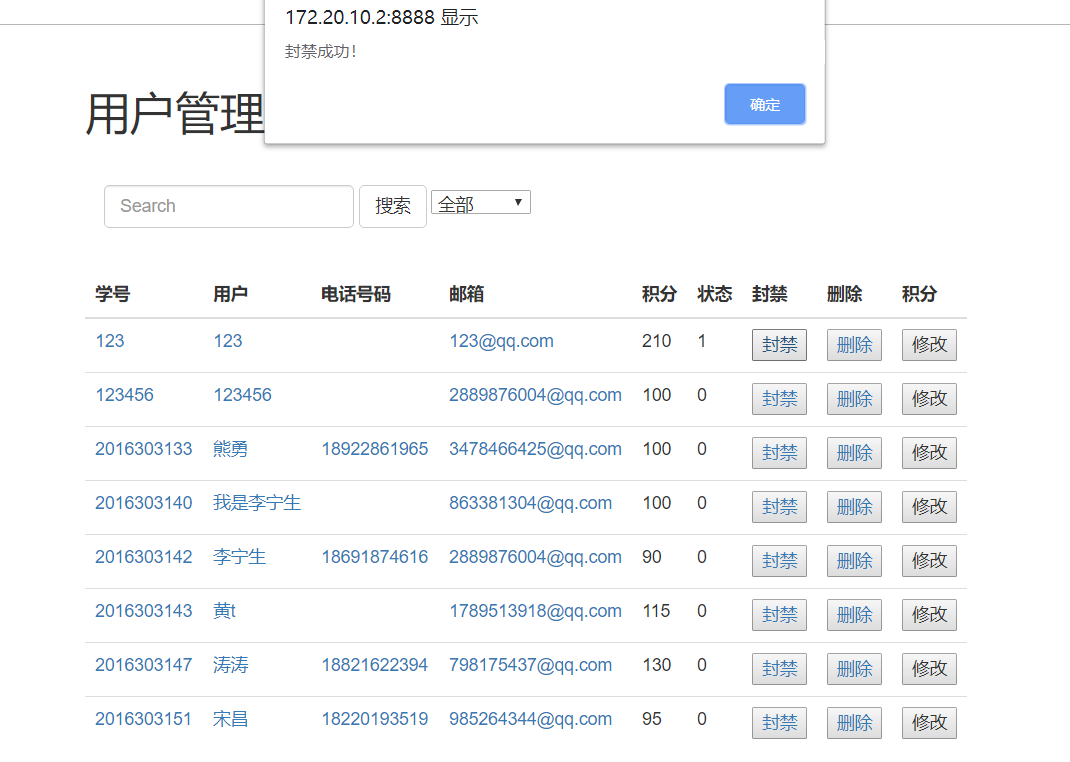 172.20.10.2:8888 显示
封禁成功!
确定
用户管理
Search 搜索 全部
学号 用户 电话号码 邮箱 积分 状态 封禁 删除 积分
123 123 123@qq.com 210 1 封禁 删除 修改
123456 123456 2889876004@qq.com 100 0 封禁 删除 修改
2016303133 熊勇 18922861965 3478466425@qq.com 100 0 封禁 删除 修改
2016303140 我是李宁生 863381304@qq.com 100 0 封禁 删除 修改
2016303142 李宁生 18691874616 2889876004@qq.com 90 0 封禁 删除 修改
2016303143 黄t 1789513918@qq.com 115 0 封禁 删除 修改
2016303147 涛涛 18821622394 798175437@qq.com 130 0 封禁 删除 修改
2016303151 宋昌 18220193519 985264344@qq.com 95 0 封禁 删除 修改